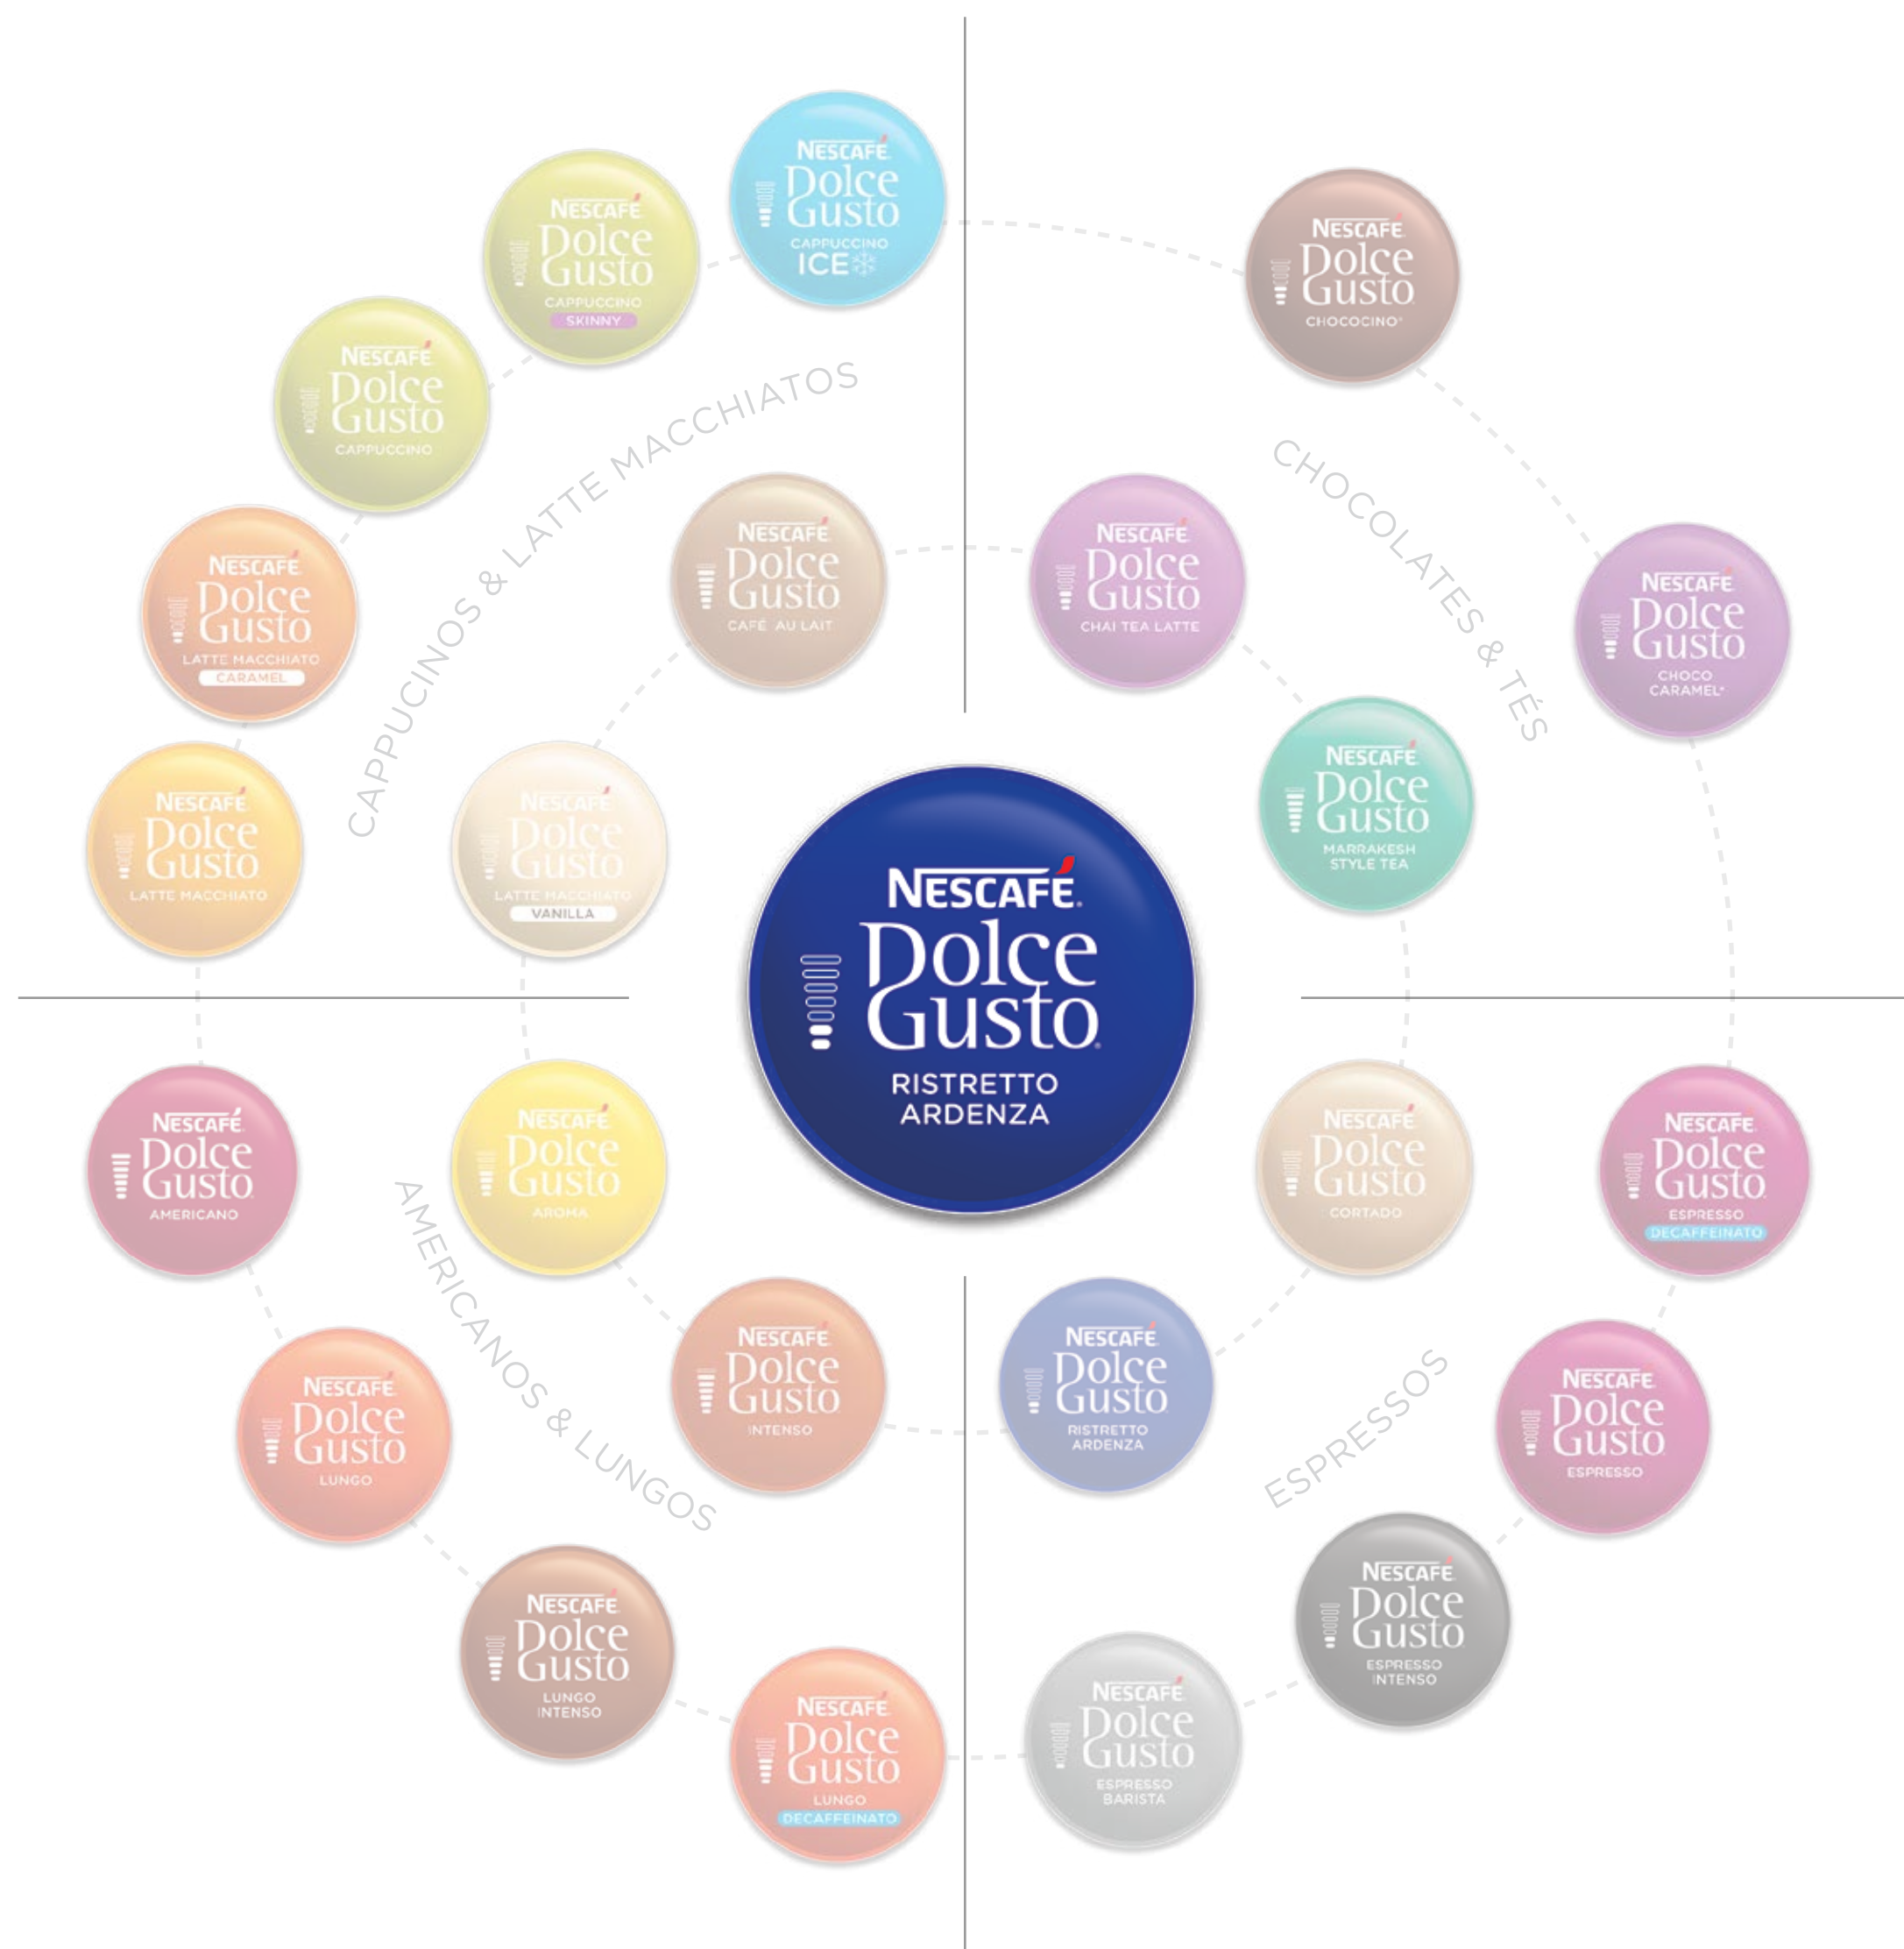 NESCAFÉ
Dolce
Gusto
CAPPUCCINO
ICE
NESCAFÉ
Dolce
Gusto
CAPPUCCINO
SKINNY
NESCAFÉ
Dolce
Gusto
CAPPUCCINO
NESCAFÉ
Dolce
Gusto
LATTE MACCHIATO
CARAMEL
NESCAFÉ
Dolce
Gusto
LATTE MACCHIATO
CAPPUCINOS & LATTE MACCHIATOS
NESCAFÉ
Dolce
Gusto
CAFÉ AU LAIT
NESCAFÉ
Dolce
Gusto
LATTE MACCHIATO
VANILLA
NESCAFÉ
Dolce
Gusto
CHOCOCINO*
NESCAFÉ
Dolce
Gusto
CHOCO
CARAMEL*
CHOCOLATES & TÉS
NESCAFÉ
Dolce
Gusto
CHAI TEA LATTE
NESCAFÉ
Dolce
Gusto
MARRAKESH
STYLE TEA
NESCAFÉ®
Dolce
Gusto®
RISTRETTO
ARDENZA
NESCAFÉ
Dolce
Gusto
AMERICANO
NESCAFÉ
Dolce
Gusto
AROMA
NESCAFÉ
Dolce
Gusto
LUNGO
AMERICANOS & LUNGOS
NESCAFÉ
Dolce
Gusto
INTENSO
NESCAFÉ
Dolce
Gusto
LUNGO
INTENSO
NESCAFÉ
Dolce
Gusto
LUNGO
DECAFFEINATO
NESCAFÉ
Dolce
Gusto
CORTADO
NESCAFÉ
Dolce
Gusto
ESPRESSO
DECAFFEINATO
NESCAFÉ
Dolce
Gusto
RISTRETTO
ARDENZA
ESPRESSOS
NESCAFÉ
Dolce
Gusto
ESPRESSO
NESCAFÉ
Dolce
Gusto
ESPRESSO
INTENSO
NESCAFÉ
Dolce
Gusto
ESPRESSO
BARISTA